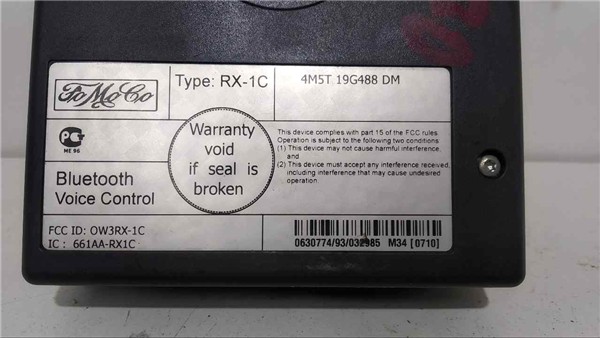 FoMoCo
Type: RX-1C
4M5T 19G488 DM
PC
ME 96
Warranty
void
if seal is
broken
This device complies with part 15 of the FCC rules
Operation is subject to the following two conditions
(1) This device may not cause harmful interference,
and
(2) This device must accept any interference received,
including interference that may cause undesired
operation.
Bluetooth
Voice Control
FCC ID: OW3RX-1C
IC : 661AA-RX1C
0630774/93/032985 M34 [0710]